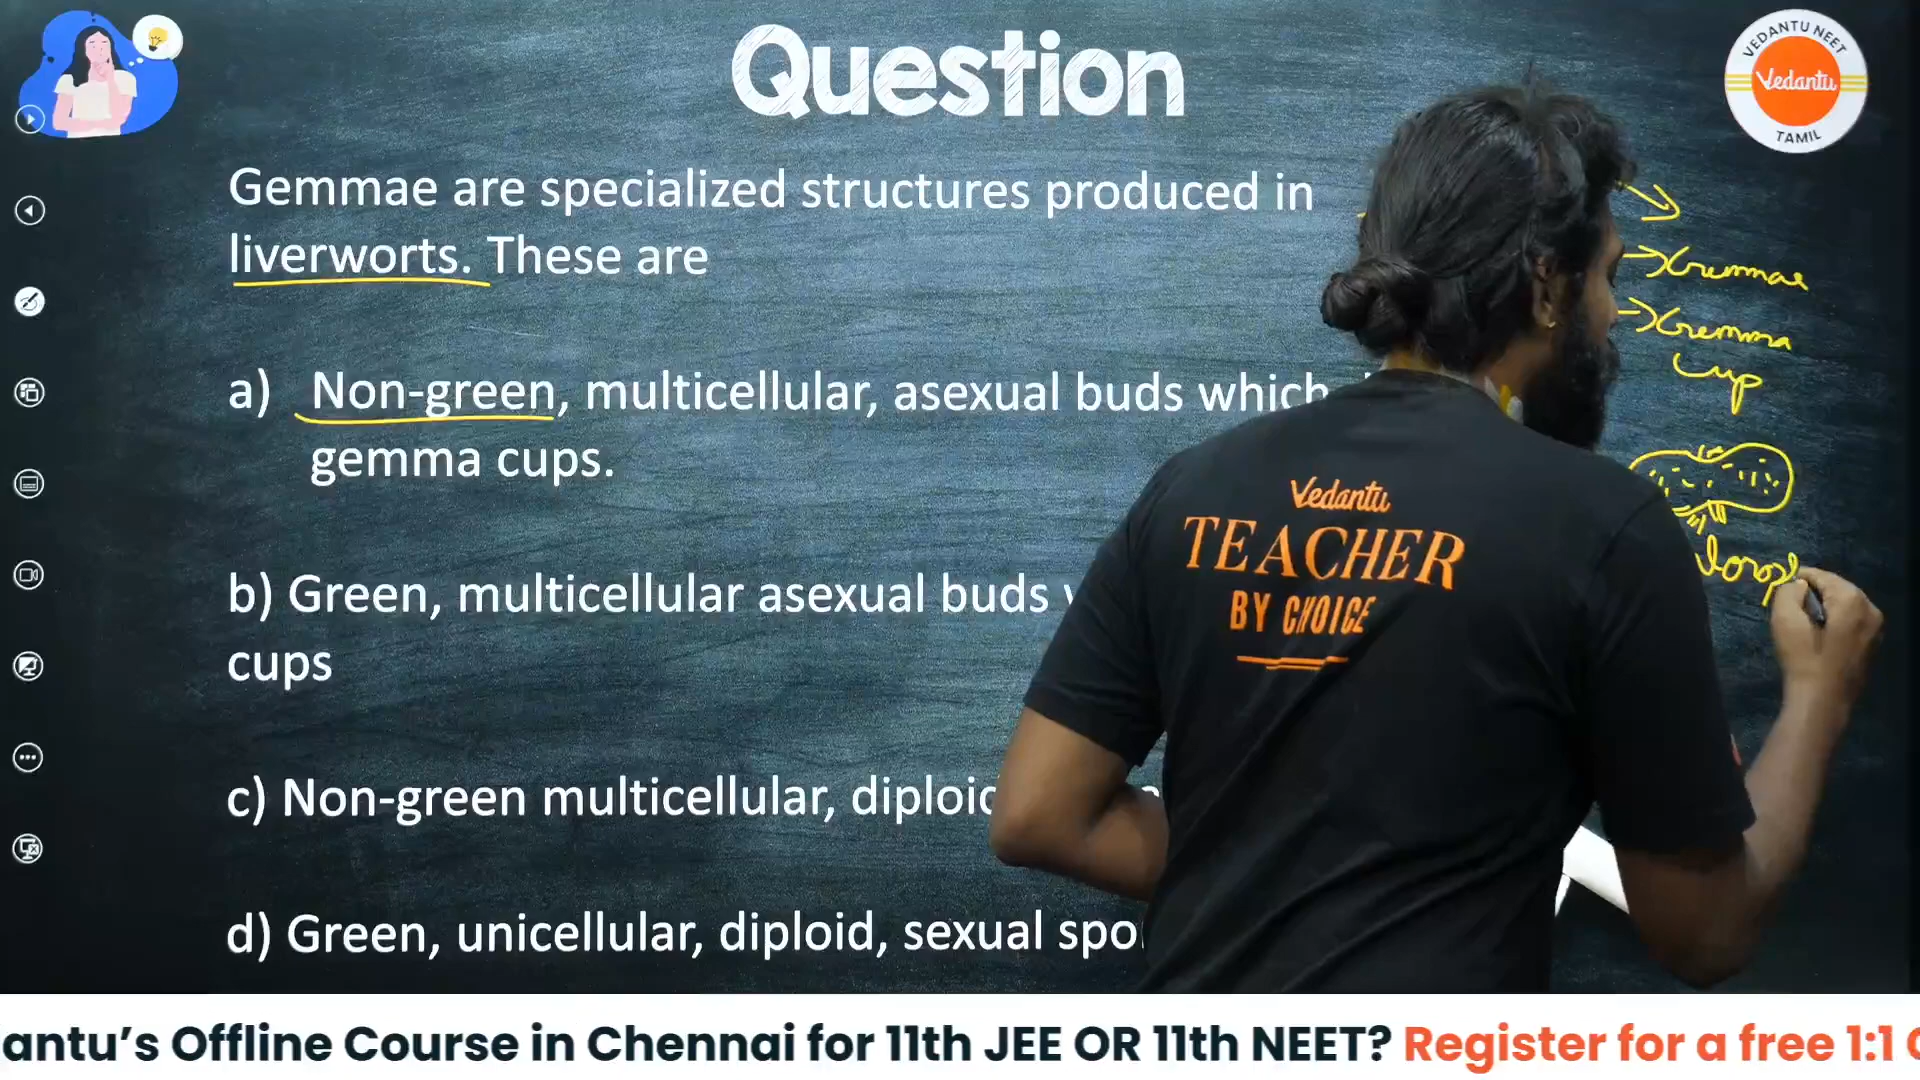 Question
VEDANTU NEET
Vedantu
TAMIL
Gemmae are specialized structures produced in
liverworts. These are
a) Non-green, multicellular, asexual buds which
gemma cups.
b) Green, multicellular asexual buds
cups
c) Non-green multicellular,
d) Green, unicellular, diploid, sexual
Gemmae
Gemma
cup
Vedantu
TEACHER
BY CHOICE
antu’s Offline Course in Chennai for 11th JEE OR 11th NEET? Register for a free 1:1